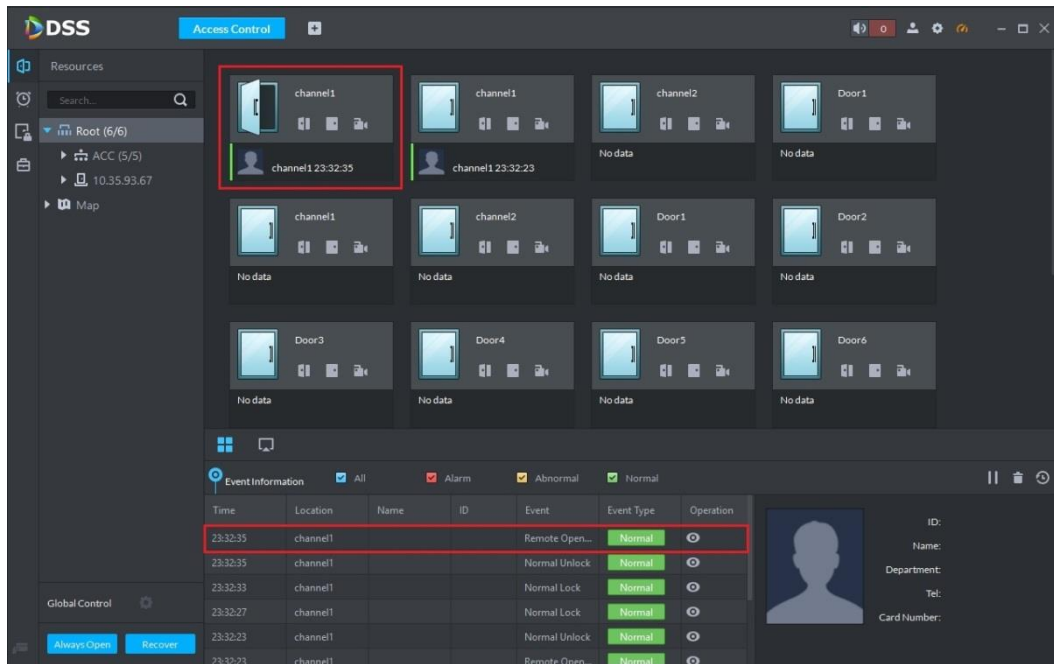 DSS
Access Control
0
Resources
Search...
Root (6/6)
ACC (5/5)
10.35.93.67
Map
channel1
channel1 23:32:35
channel1
channel1 23:32:23
channel2
No data
Door1
No data
channel1
No data
channel2
No data
Door1
No data
Door2
No data
Door3
No data
Door4
No data
Door5
No data
Door6
No data
Event Information All Alarm Abnormal Normal
Time Location Name ID Event Event Type Operation
23:32:35 channel1 Remote Open... Normal
23:32:35 channel1 Normal Unlock Normal
23:32:33 channel1 Normal Lock Normal
23:32:27 channel1 Normal Lock Normal
23:32:23 channel1 Normal Unlock Normal
23:32:23 channel1 Remote Open... Normal
ID:
Name:
Department:
Tel:
Card Number:
Global Control
Always Open Recover